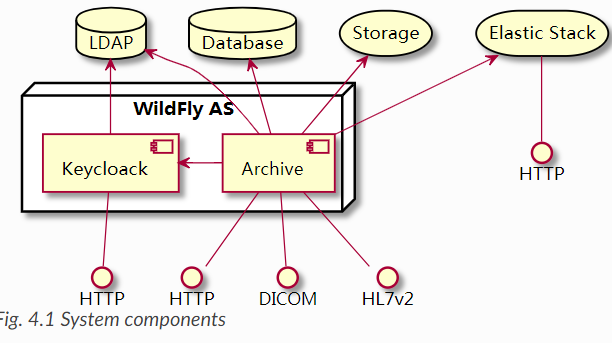 LDAP
Database
Storage
Elastic Stack
WildFly AS
Keycloack
Archive
HTTP
HTTP
HTTP
DICOM
HL7v2
Fig. 4.1 System components